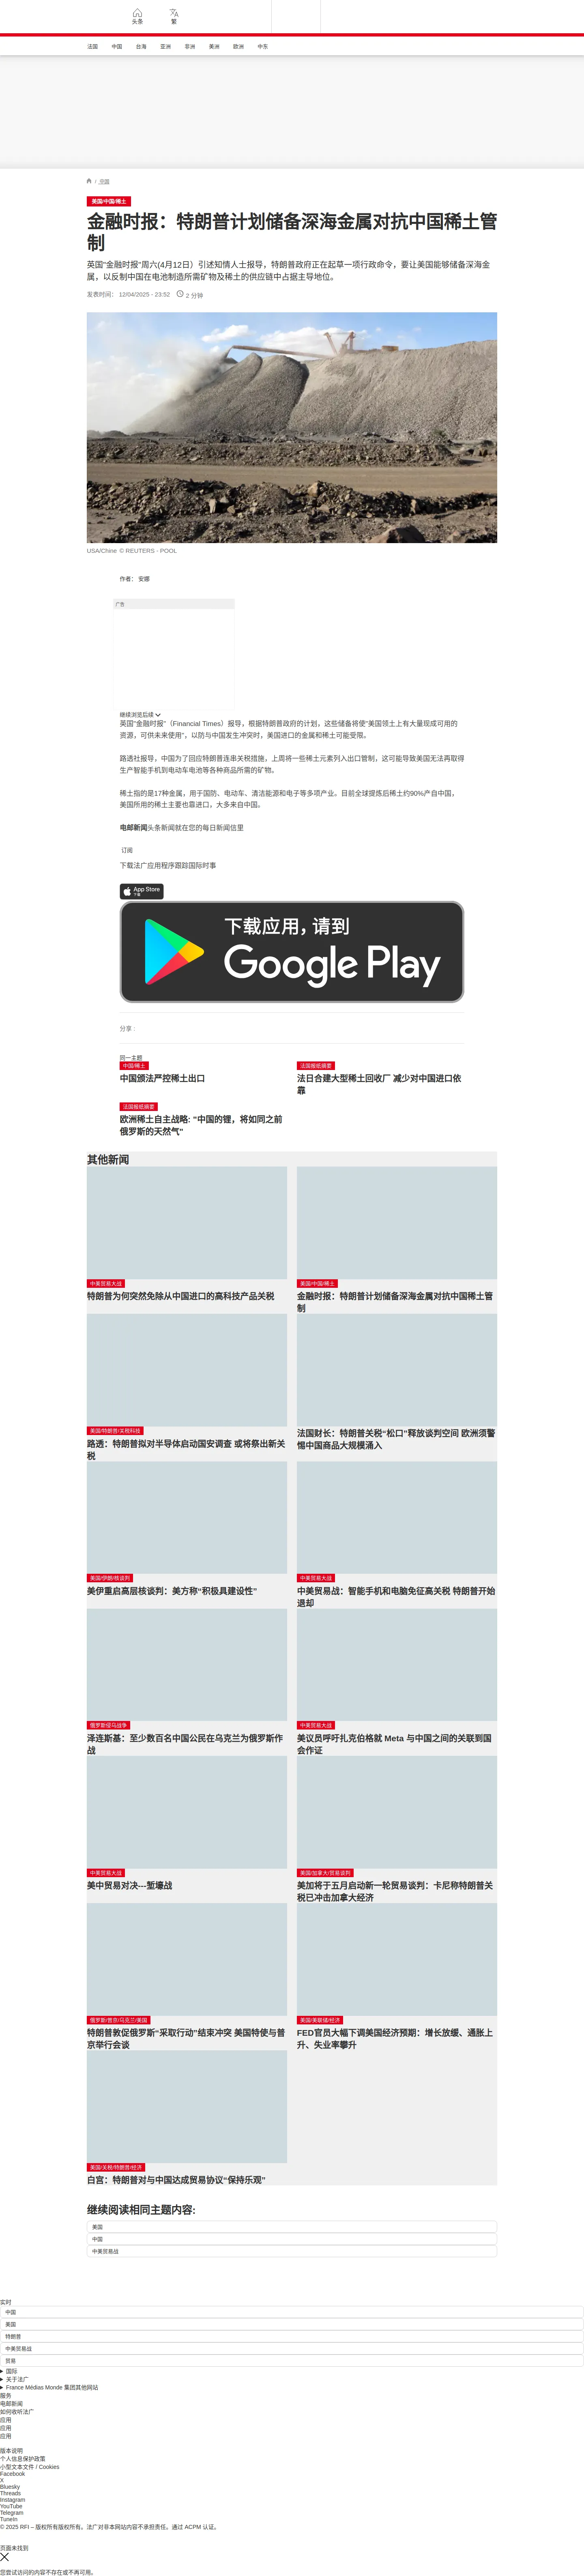 头条
繁
法国
中国
台海
亚洲
非洲
美洲
欧洲
中东
/ 中国
美国/中国/稀土
金融时报：特朗普计划储备深海金属对抗中国稀土管
制
英国“金融时报”周六(4月12日）引述知情人士报导，特朗普政府正在起草一项行政命令，要让美国能够储备深海金
属，以反制中国在电池制造所需矿物及稀土的供应链中占据主导地位。
发表时间： 12/04/2025 - 23:52
2 分钟
USA/Chine © REUTERS - POOL
作者： 安娜
广告
继续浏览后续
英国"金融时报"（Financial Times）报导，根据特朗普政府的计划，这些储备将使"美国领土上有大量现成可用的
资源，可供未来使用"，以防与中国发生冲突时，美国进口的金属和稀土可能受限。
路透社报导，中国为了回应特朗普连串关税措施，上周将一些稀土元素列入出口管制，这可能导致美国无法再取得
生产智能手机到电动车电池等各种商品所需的矿物。
稀土指的是17种金属，用于国防、电动车、清洁能源和电子等多项产业。目前全球提炼后稀土约90%产自中国，
美国所用的稀土主要也靠进口，大多来自中国。
电邮新闻头条新闻就在您的每日新闻信里
订阅
下载法广应用程序跟踪国际时事
App Store
下载
下载应用，请到
Google Play
分享 :
同一主题
中国/稀土
中国颁法严控稀土出口
法国报纸摘要
法日合建大型稀土回收厂 减少对中国进口依
靠
法国报纸摘要
欧洲稀土自主战略: “中国的锂，将如同之前
俄罗斯的天然气”
其他新闻
中美贸易大战
特朗普为何突然免除从中国进口的高科技产品关税
美国/中国/稀土
金融时报：特朗普计划储备深海金属对抗中国稀土管
制
美国/特朗普/关税科技
路透：特朗普拟对半导体启动国安调查 或将祭出新关
税
法国财长：特朗普关税“松口”释放谈判空间 欧洲须警
惕中国商品大规模涌入
美国/伊朗/核谈判
美伊重启高层核谈判：美方称“积极具建设性”
中美贸易大战
中美贸易战：智能手机和电脑免征高关税 特朗普开始
退却
俄罗斯侵乌战争
泽连斯基：至少数百名中国公民在乌克兰为俄罗斯作
战
中美贸易大战
美议员呼吁扎克伯格就 Meta 与中国之间的关联到国
会作证
中美贸易大战
美中贸易对决---堑壕战
美国/加拿大/贸易谈判
美加将于五月启动新一轮贸易谈判：卡尼称特朗普关
税已冲击加拿大经济
俄罗斯/普京/乌克兰/美国
特朗普敦促俄罗斯“采取行动”结束冲突 美国特使与普
京举行会谈
美国/美联储/经济
FED官员大幅下调美国经济预期：增长放缓、通胀上
升、失业率攀升
美国/关税/特朗普/经济
白宫：特朗普对与中国达成贸易协议“保持乐观”
继续阅读相同主题内容:
美国
中国
中美贸易战
实时
中国
美国
特朗普
中美贸易战
贸易
国际
关于法广
France Médias Monde 集团其他网站
服务
电邮新闻
如何收听法广
应用
应用
应用
版本说明
个人信息保护政策
小型文本文件 / Cookies
Facebook
X
Bluesky
Threads
Instagram
YouTube
Telegram
TuneIn
© 2025 RFI – 版权所有版权所有。法广对非本网站内容不承担责任。通过 ACPM 认证。
页面未找到
您尝试访问的内容不存在或不再可用。